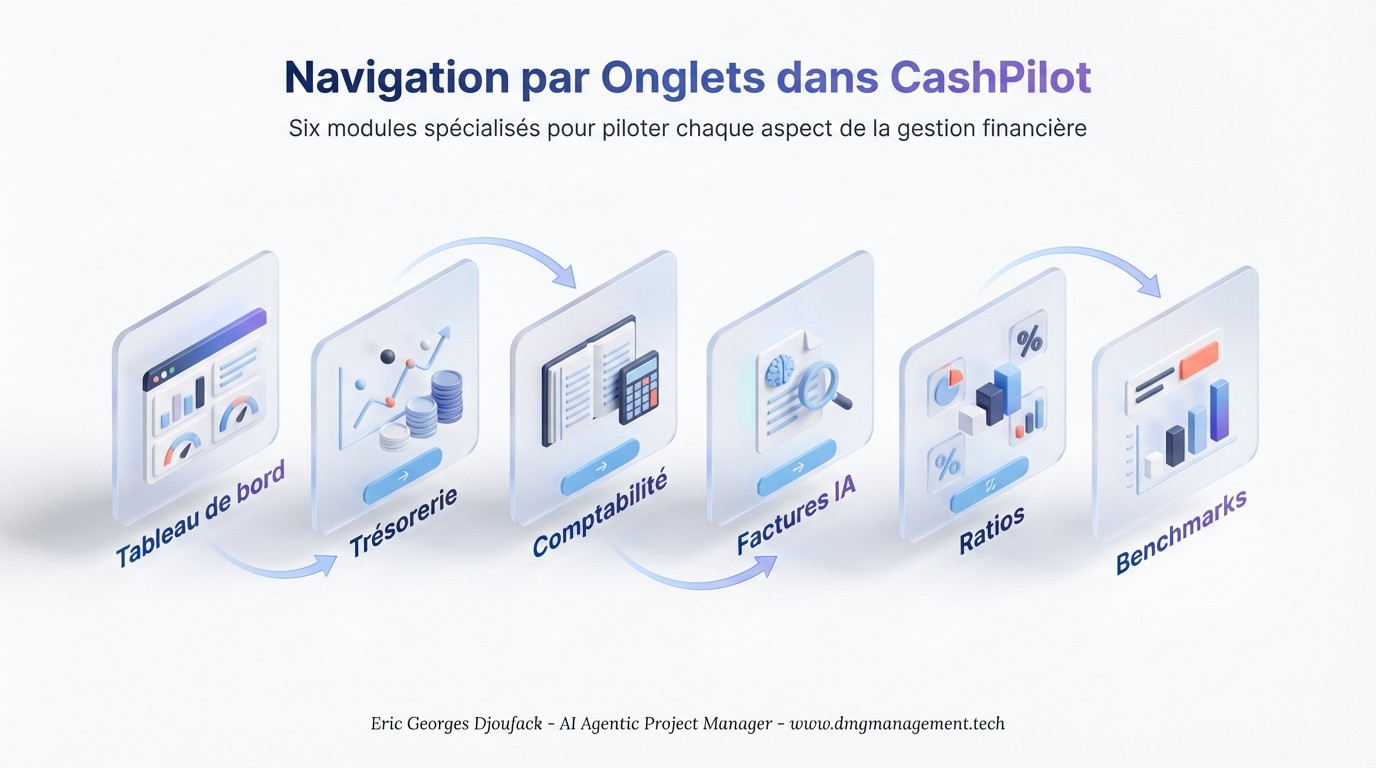 Navigation par Onglets dans CashPilot
Six modules spécialisés pour piloter chaque aspect de la gestion financière
%
%
Tableau de bord
Trésorerie
Comptabilité
Factures IA
Ratios
Benchmarks
Eric Georges Djoufack - AI Agentic Project Manager - www.dmgmanagement.tech